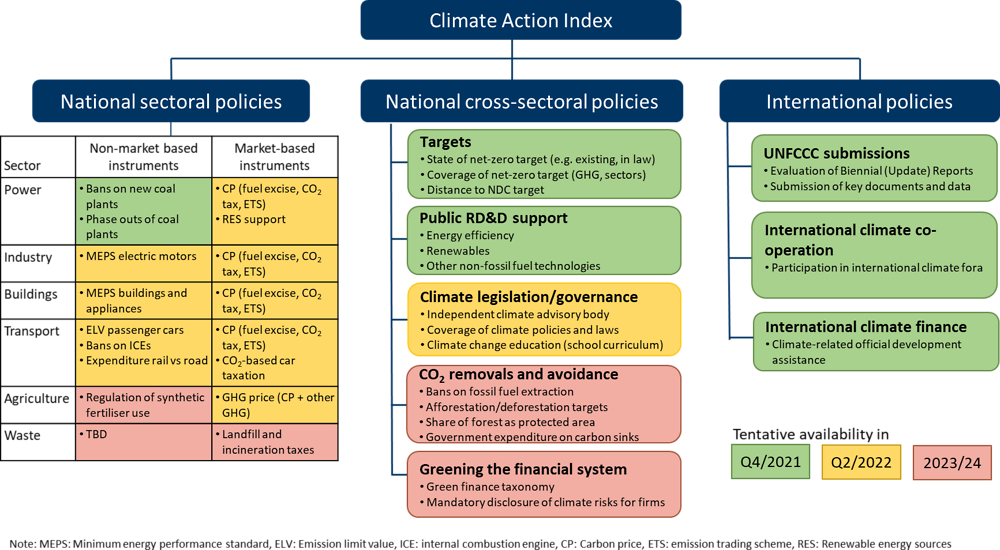 Climate Action Index
National sectoral policies
Sector
Non-market based
instruments
Market-based
instruments
Power
• Bans on new coal
plants
• Phase outs of coal
plants
• CP (fuel excise, CO2
tax, ETS)
• RES support
Industry
• MEPS electric motors
• CP (fuel excise, CO2
tax, ETS)
Buildings
• MEPS buildings and
appliances
• CP (fuel excise, CO2
tax, ETS)
Transport
• ELV passenger cars
• Bans on ICEs
• Expenditure rail vs road
• CP (fuel excise, CO2
tax, ETS)
• CO2-based car
taxation
Agriculture
• Regulation of synthetic
fertiliser use
• GHG price (CP + other
GHG)
Waste
• TBD
• Landfill and
incineration taxes
National cross-sectoral policies
Targets
• State of net-zero target (e.g. existing, in law)
• Coverage of net-zero target (GHG, sectors)
• Distance to NDC target
Public RD&D support
• Energy efficiency
• Renewables
• Other non-fossil fuel technologies
Climate legislation/governance
• Independent climate advisory body
• Coverage of climate policies and laws
• Climate change education (school curriculum)
CO2 removals and avoidance
• Bans on fossil fuel extraction
• Afforestation/deforestation targets
• Share of forest as protected area
• Government expenditure on carbon sinks
Greening the financial system
• Green finance taxonomy
• Mandatory disclosure of climate risks for firms
International policies
UNFCCC submissions
• Evaluation of Biennial (Update) Reports
• Submission of key documents and data
International climate co-
operation
• Participation in international climate fora
International climate finance
• Climate-related official development
assistance
Tentative availability in
Q4/2021
Q2/2022
2023/24
Note: MEPS: Minimum energy performance standard, ELV: Emission limit value, ICE: internal combustion engine, CP: Carbon price, ETS: emission trading scheme, RES: Renewable energy sources